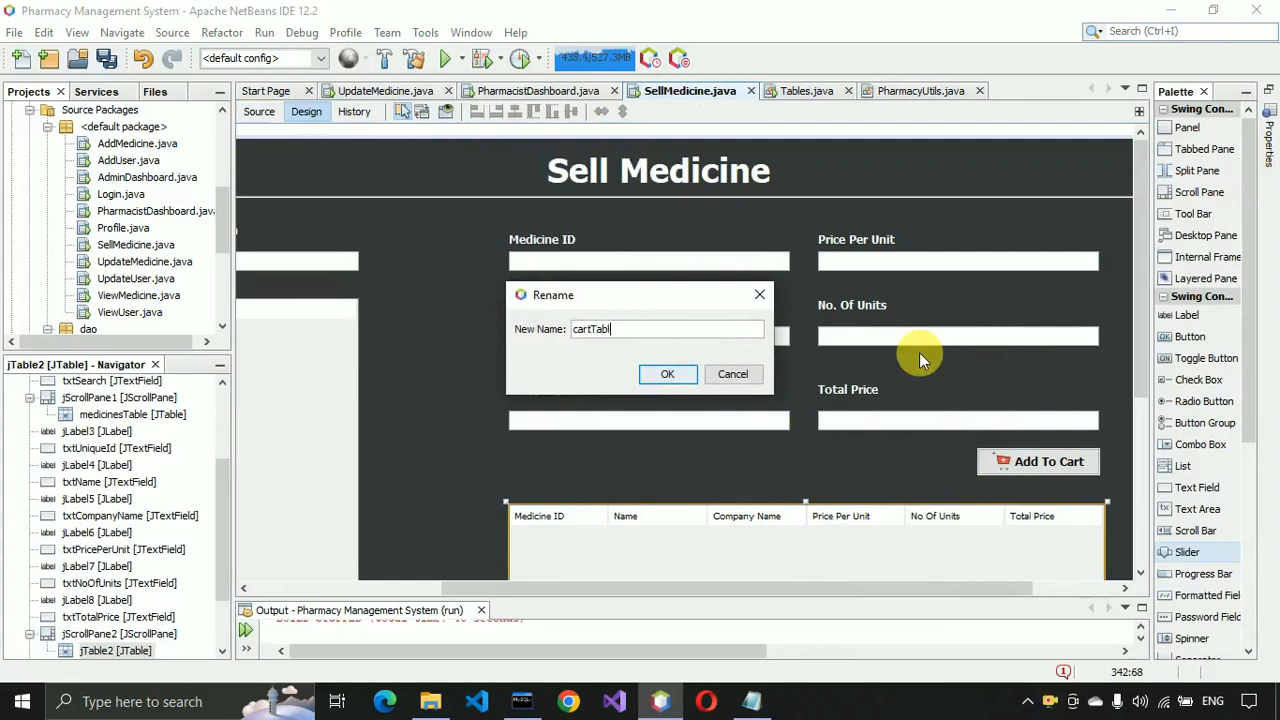 Pharmacy Management System - Apache NetBeans IDE 12.2
File Edit View Navigate Source Refactor Run Debug Profile Team Tools Window Help
Search (Ctrl+I)
<default config>
439.4/527.3MB
Projects Services Files
Start Page UpdateMedicine.java PharmacistDashboard.java SellMedicine.java Tables.java PharmacyUtils.java
Palette
Source Design History
Source Packages
<default package>
AddMedicine.java
AddUser.java
AdminDashboard.java
Login.java
PharmacistDashboard.java
Profile.java
SellMedicine.java
UpdateMedicine.java
UpdateUser.java
ViewMedicine.java
ViewUser.java
dao
jTable2 [JTable] - Navigator
txtSearch [JTextField]
jScrollPane1 [JScrollPane]
medicinesTable [JTable]
jLabel3 [JLabel]
txtUniqueId [JTextField]
jLabel4 [JLabel]
txtName [JTextField]
jLabel5 [JLabel]
txtCompanyName [JTextField]
jLabel6 [JLabel]
txtPricePerUnit [JTextField]
jLabel7 [JLabel]
txtNoOfUnits [JTextField]
jLabel8 [JLabel]
txtTotalPrice [JTextField]
jScrollPane2 [JScrollPane]
jTable2 [JTable]
Sell Medicine
Medicine ID
Price Per Unit
No. Of Units
Total Price
Add To Cart
Rename
New Name: cartTabl
OK Cancel
Medicine ID Name Company Name Price Per Unit No Of Units Total Price
Output - Pharmacy Management System (run)
342:68
Swing Con...
Panel
Tabbed Pane
Split Pane
Scroll Pane
Tool Bar
Desktop Pane
Internal Frame
Layered Pane
Swing Con...
Label
Button
Toggle Button
Check Box
Radio Button
Button Group
Combo Box
List
Text Field
Text Area
Scroll Bar
Slider
Progress Bar
Formatted Fiel
Password Field
Spinner
Properties
Type here to search
ENG